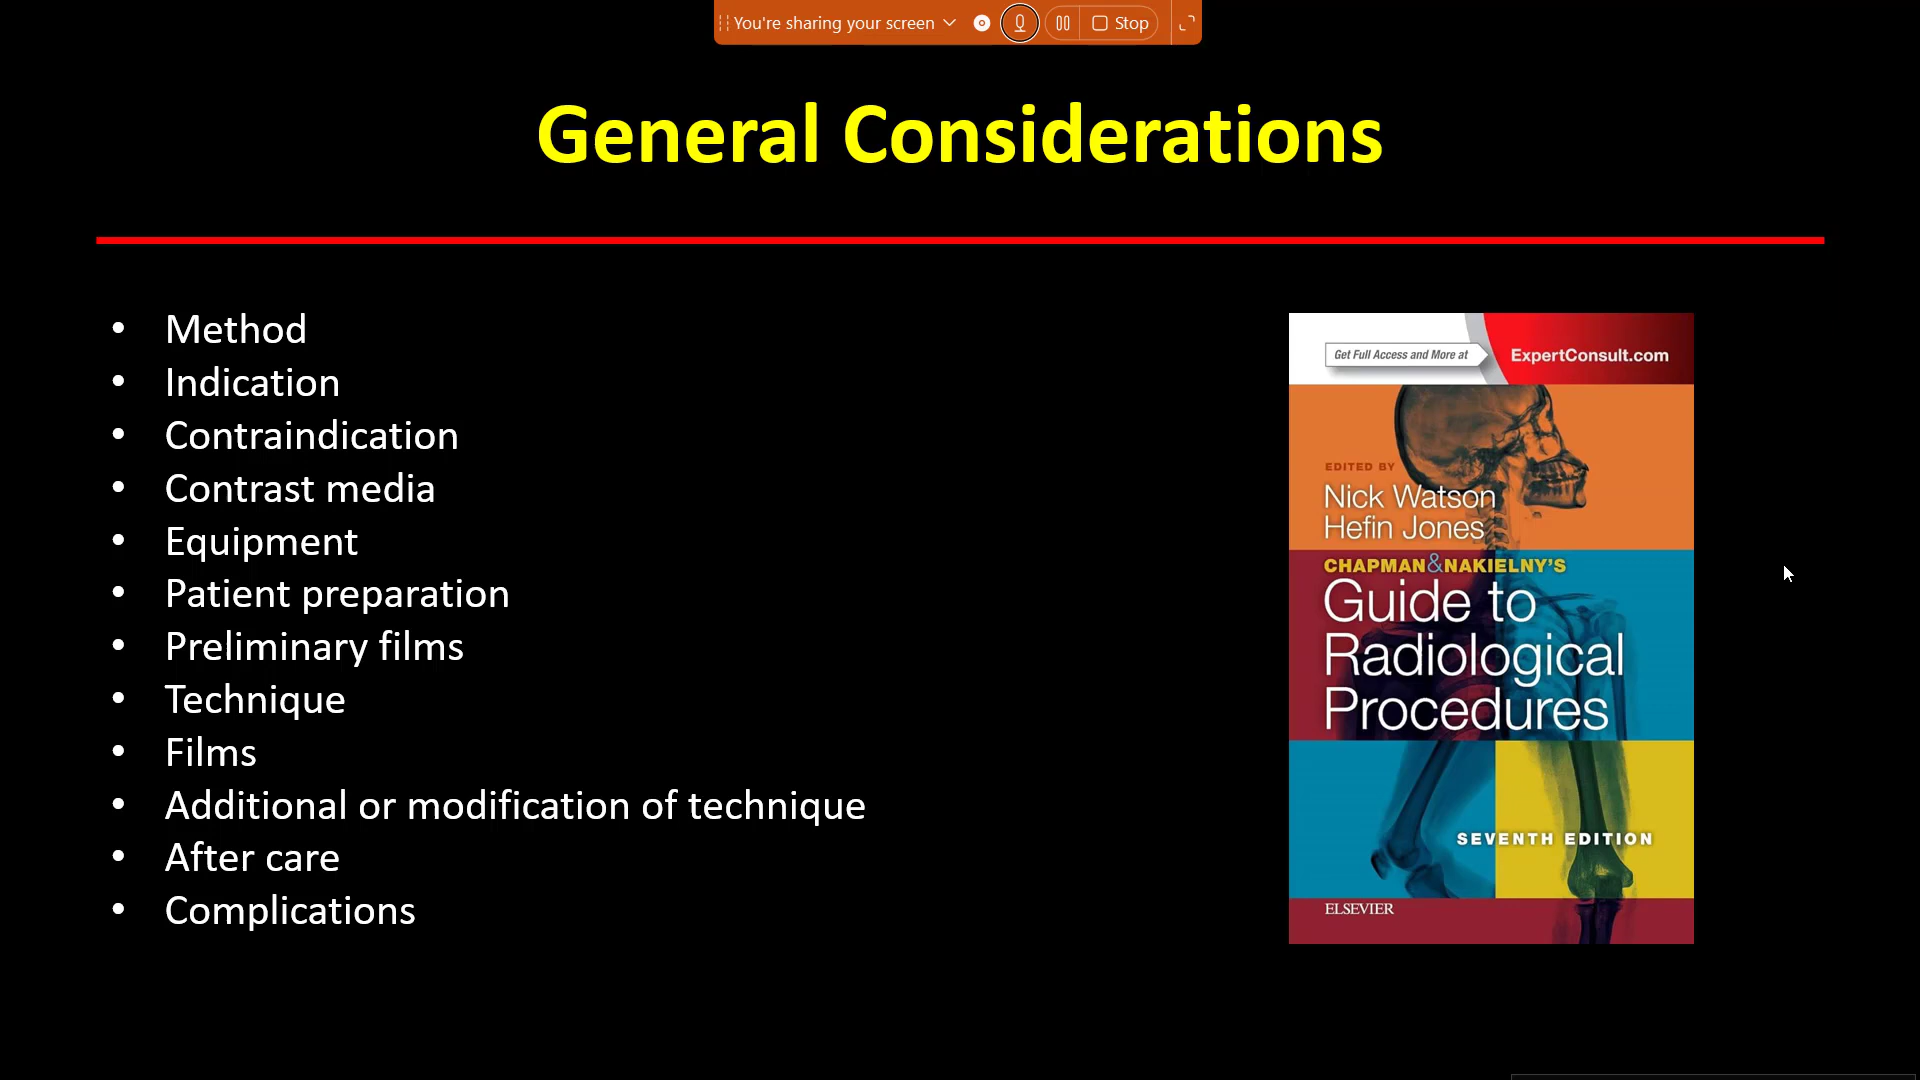 You're sharing your screen
Stop
General Considerations
• Method
• Indication
• Contraindication
• Contrast media
• Equipment
• Patient preparation
• Preliminary films
• Technique
• Films
• Additional or modification of technique
• After care
• Complications
Get Full Access and More at
ExpertConsult.com
EDITED BY
Nick Watson
Hefin Jones
CHAPMAN&NAKIELNY'S
Guide to
Radiological
Procedures
SEVENTH EDITION
ELSEVIER